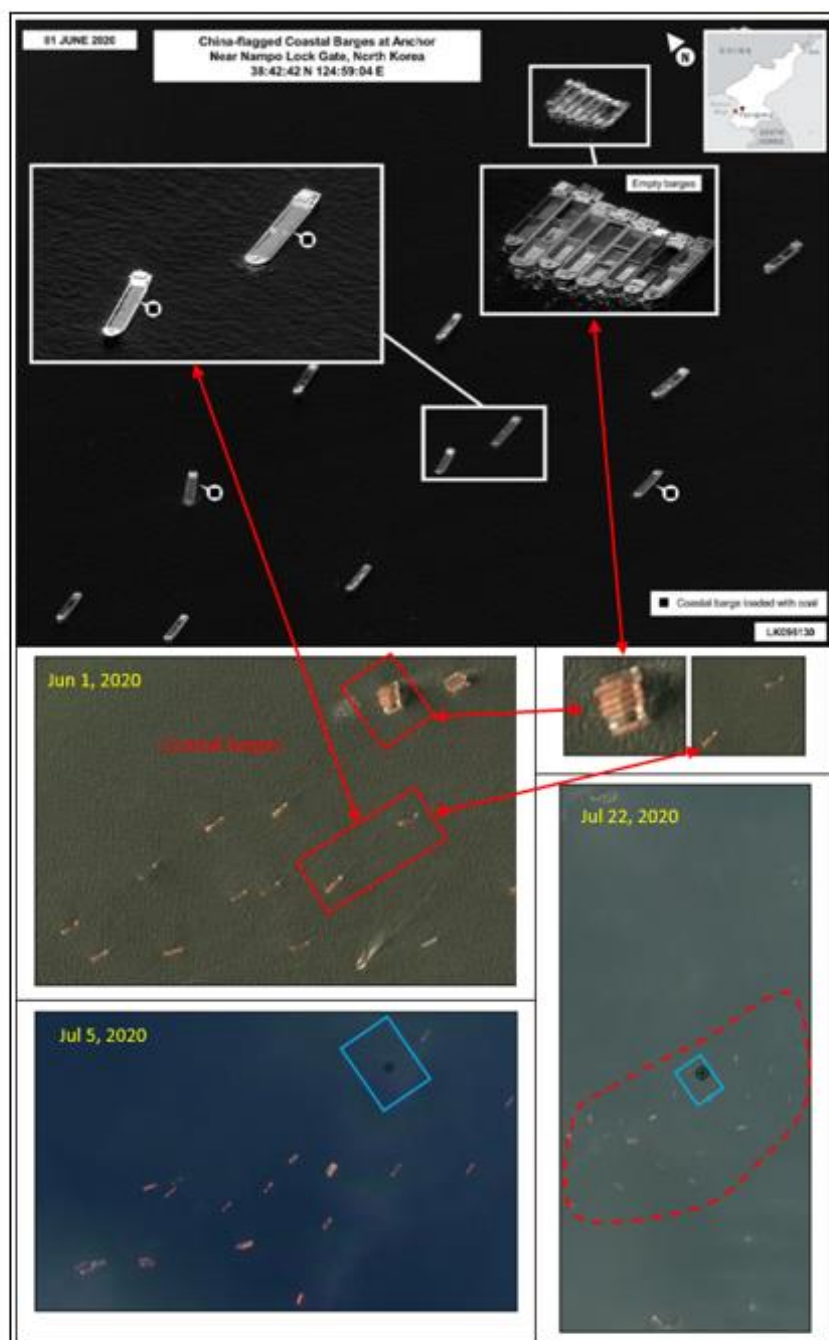 01 JUNE 2020
China-flagged Coastal Barges at Anchor
Near Nampo Lock Gate, North Korea
38:42:42 N 124:59:04 E
N
SOUTH
KOREA
Empty barges
Coastal barge loaded with coal
Jun 1, 2020
Coastal barges
Jul 22, 2020
Jul 5, 2020